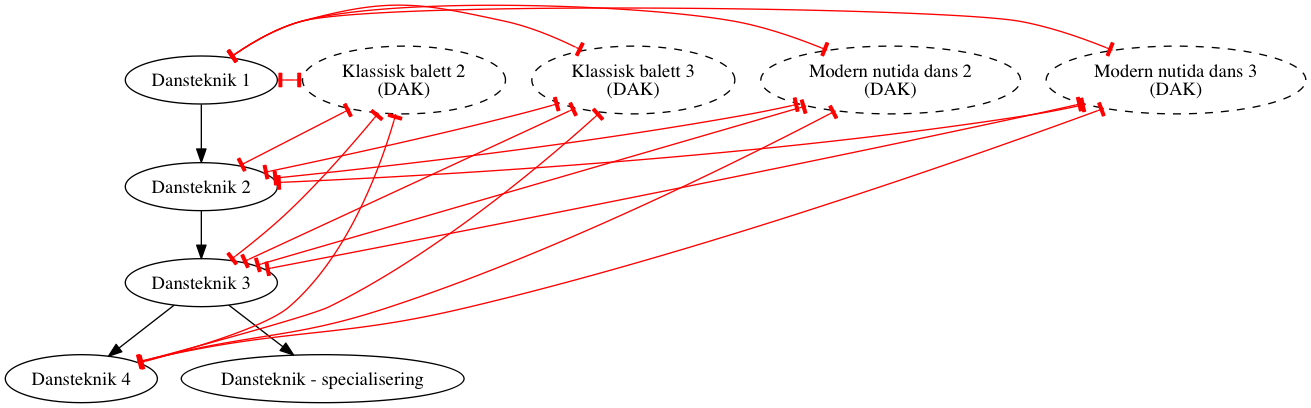 Dansteknik 1
Klassisk balett 2
(DAK)
Klassisk balett 3
(DAK)
Modern nutida dans 2
(DAK)
Modern nutida dans 3
(DAK)
Dansteknik 2
Dansteknik 3
Dansteknik 4
Dansteknik - specialisering